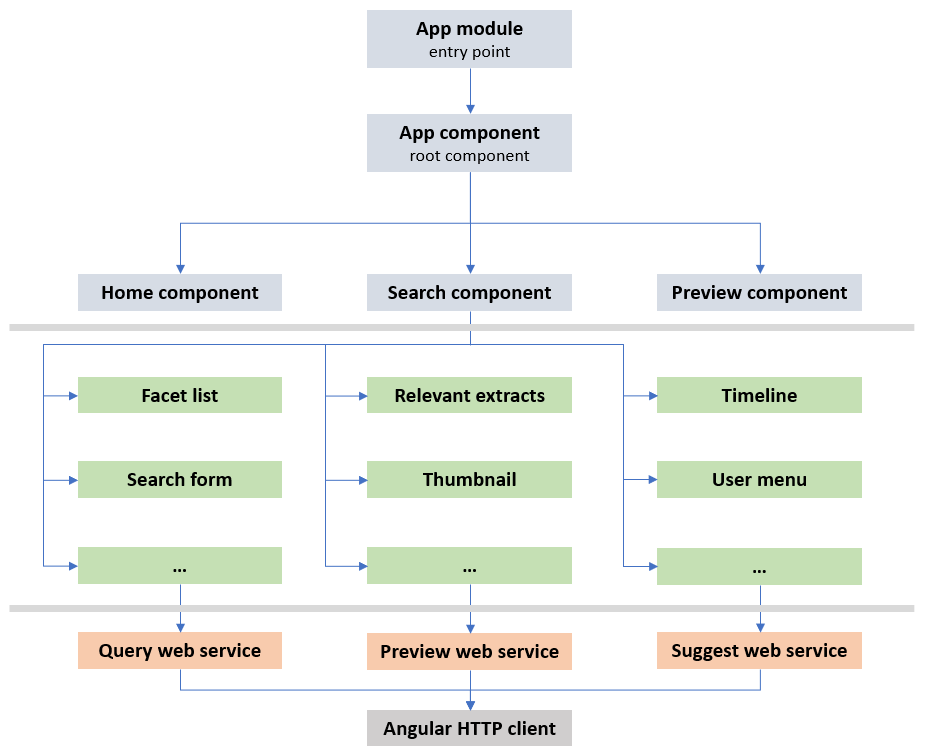 App module
entry point
App component
root component
Home component
Search component
Preview component
Facet list
Relevant extracts
Timeline
Search form
Thumbnail
User menu
...
...
...
Query web service
Preview web service
Suggest web service
Angular HTTP client